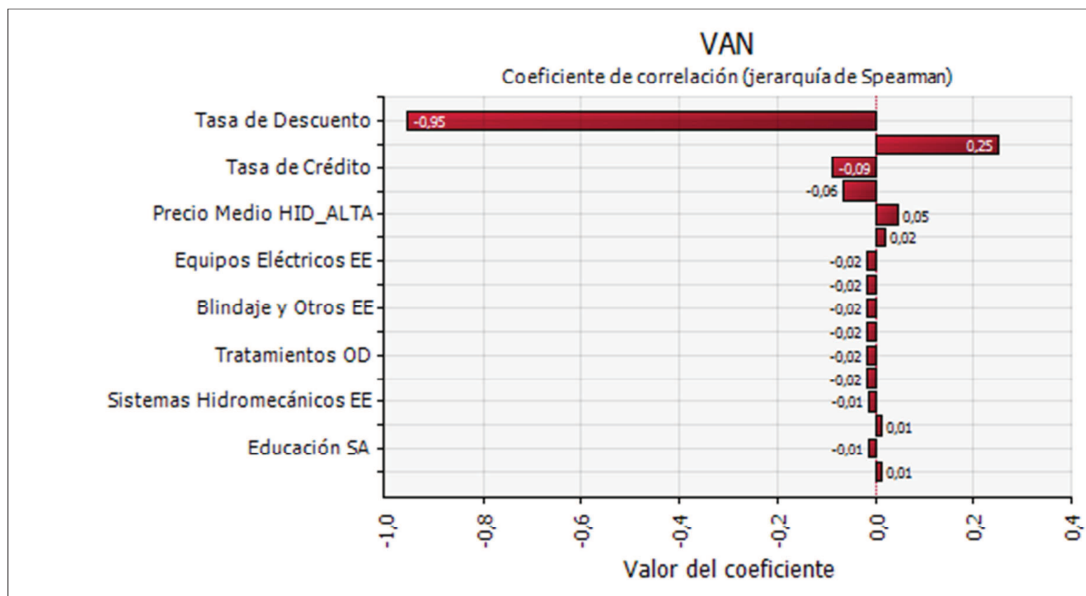 VAN
Coeficiente de correlación (jerarquía de Spearman)
Tasa de Descuento
-0,95
0,25
Tasa de Crédito
-0,09
-0,06
Precio Medio HID_ALTA
0,05
0,02
Equipos Eléctricos EE
-0,02
-0,02
Blindaje y Otros EE
-0,02
-0,02
Tratamientos OD
-0,02
-0,02
Sistemas Hidromecánicos EE
-0,01
0,01
Educación SA
-0,01
0,01
-1,0 -0,8 -0,6 -0,4 -0,2 0,0 0,2 0,4
Valor del coeficiente